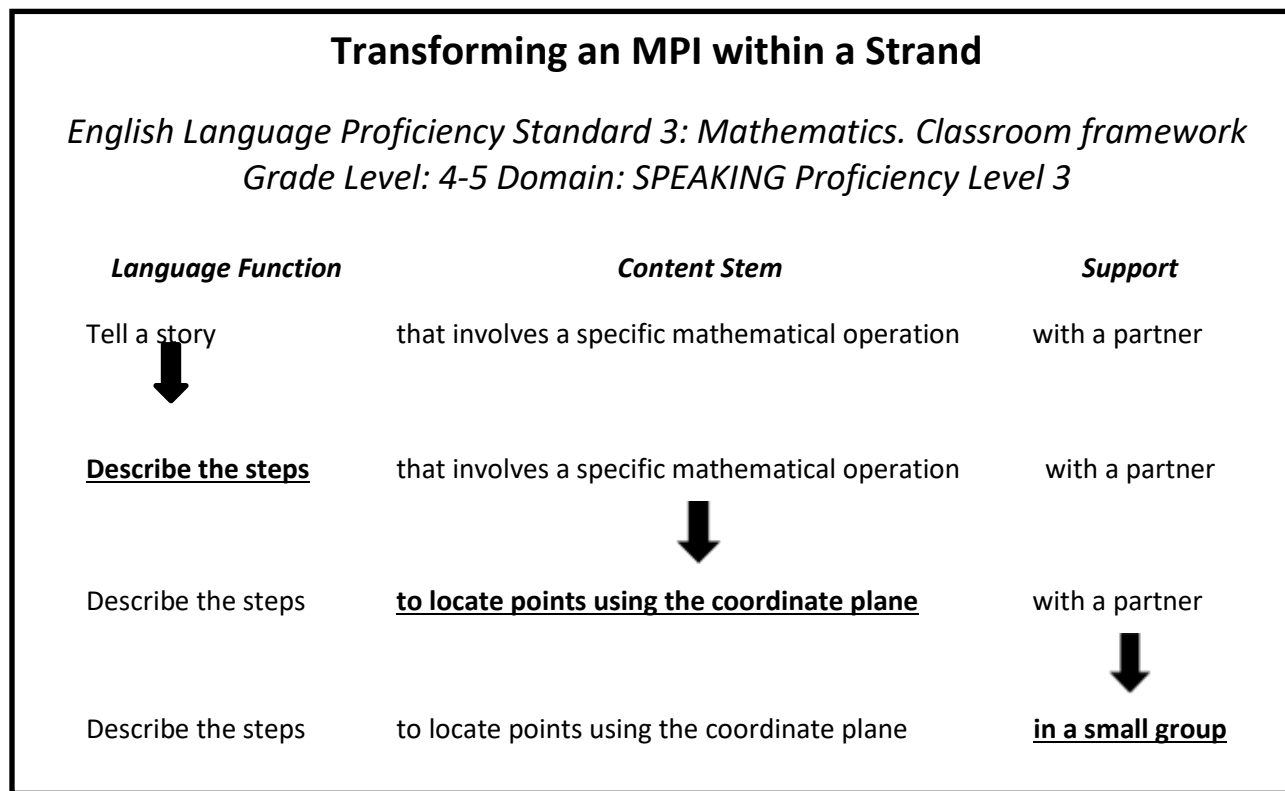 Transforming an MPI within a Strand
English Language Proficiency Standard 3: Mathematics. Classroom framework
Grade Level: 4-5 Domain: SPEAKING Proficiency Level 3
Language Function Content Stem Support
Tell a story that involves a specific mathematical operation with a partner
Describe the steps that involves a specific mathematical operation with a partner
Describe the steps to locate points using the coordinate plane with a partner
Describe the steps to locate points using the coordinate plane in a small group